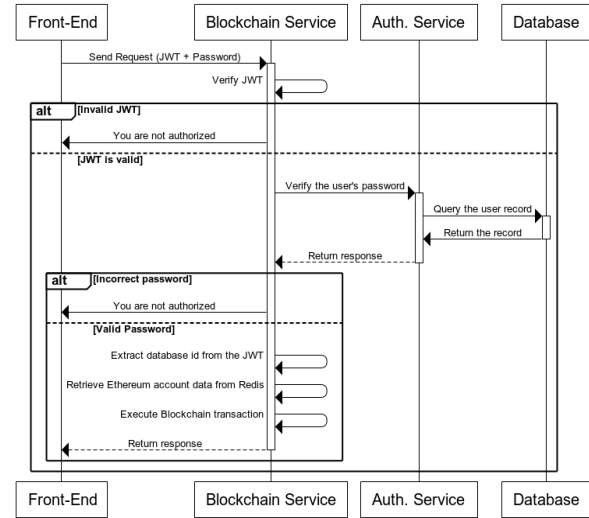 Front-End
Blockchain Service
Auth. Service
Database
Send Request (JWT + Password)
Verify JWT
alt
[Invalid JWT]
You are not authorized
[JWT is valid]
Verify the user's password
Query the user record
Return the record
Return response
alt
[Incorrect password]
You are not authorized
[Valid Password]
Extract database id from the JWT
Retrieve Ethereum account data from Redis
Execute Blockchain transaction
Return response
Front-End
Blockchain Service
Auth. Service
Database